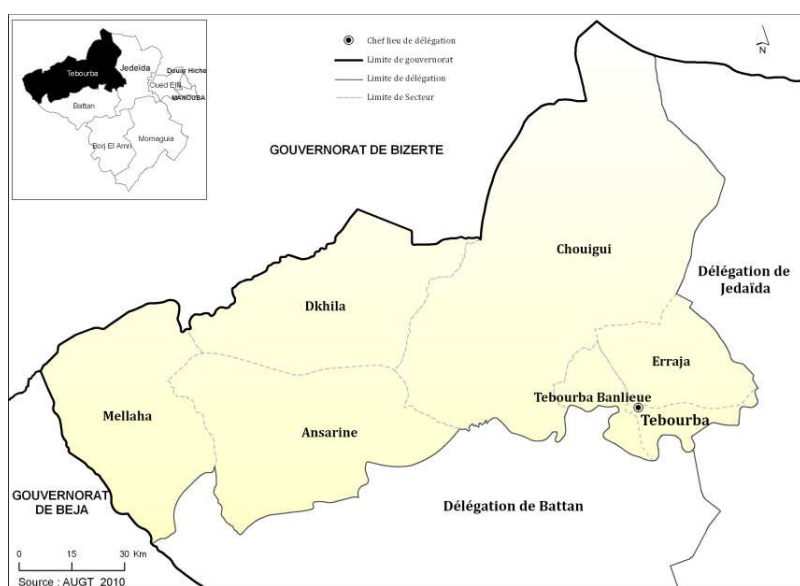 Tebourba
Jedeïda
Douar Hiche
Oued Ellil
MANOUBA
Battan
Mornaguia
Borj El Amri
Chef lieu de délégation
Limite de gouvernorat
Limite de délégation
Limite de Secteur
N
GOUVERNORAT DE BIZERTE
Chouigui
Délégation de
Jedaïda
Dkhila
Erraja
Mellaha
Tebourba Banlieue
Tebourba
Ansarine
GOUVERNORAT
DE BEJA
Délégation de Battan
0 15 30 Km
Source : AUGT 2010